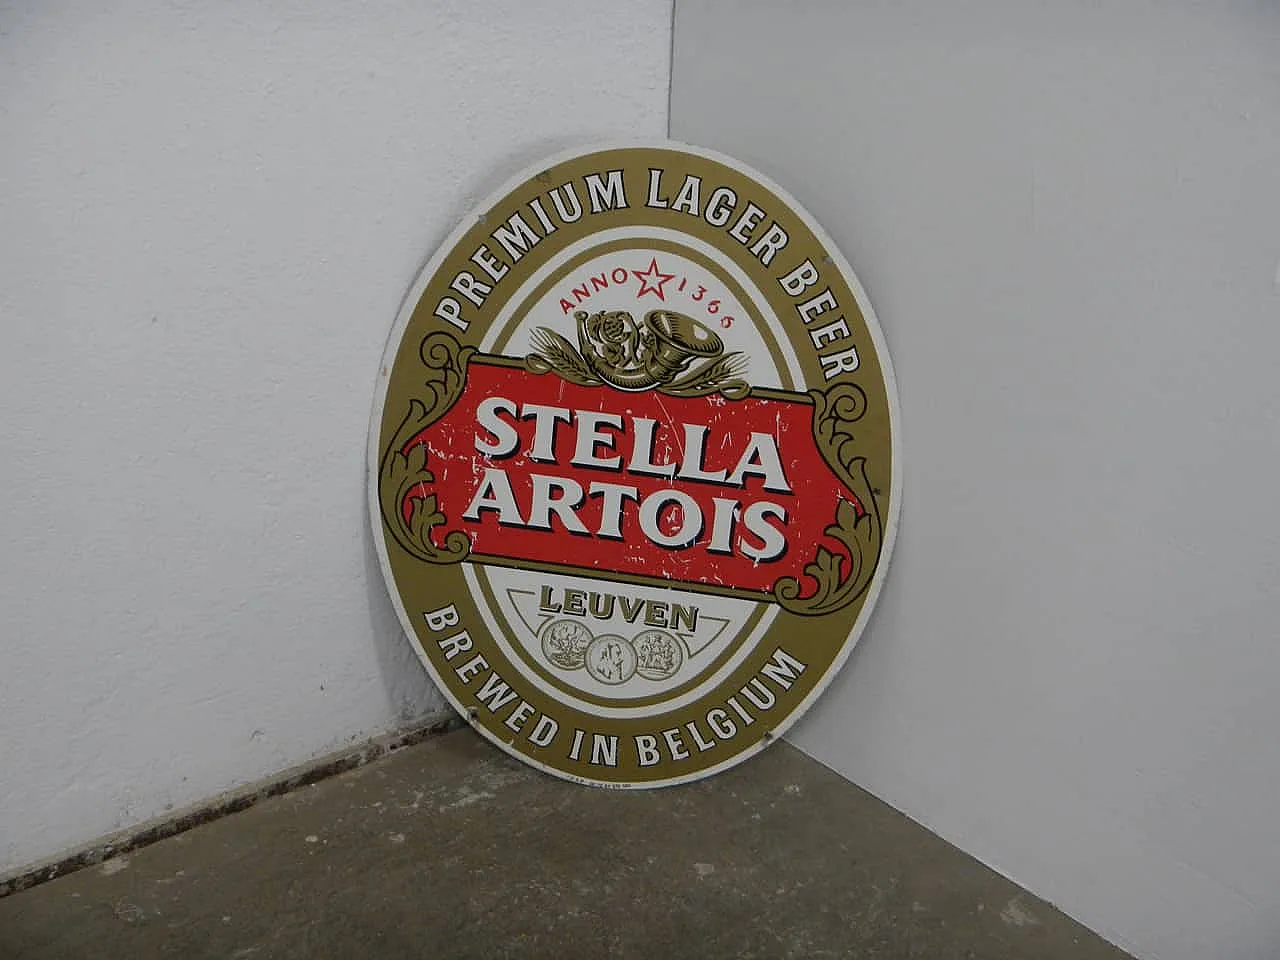 PREMIUM LAGER BEER
ANNO 1366
STELLA
ARTOIS
LEUVEN
BREWED IN BELGIUM